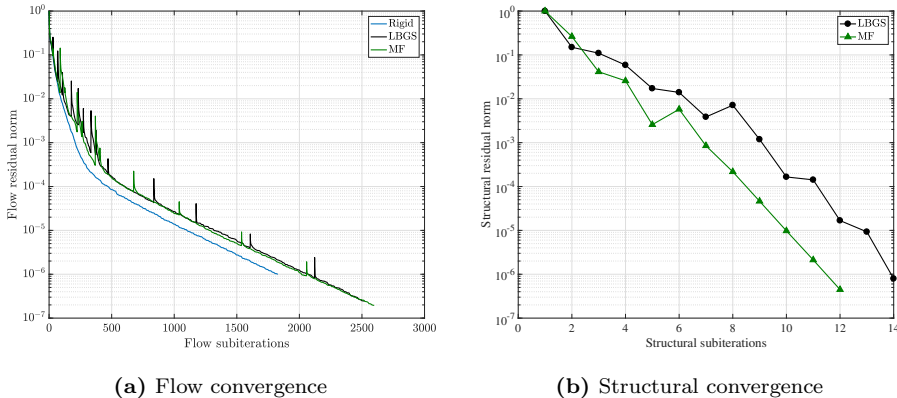 Flow residual norm
10^0
10^-1
10^-2
10^-3
10^-4
10^-5
10^-6
10^-7
0 500 1000 1500 2000 2500 3000
Flow subiterations
Rigid
LBGS
MF
(a) Flow convergence
Structural residual norm
10^0
10^-1
10^-2
10^-3
10^-4
10^-5
10^-6
10^-7
0 2 4 6 8 10 12 14
Structural subiterations
LBGS
MF
(b) Structural convergence